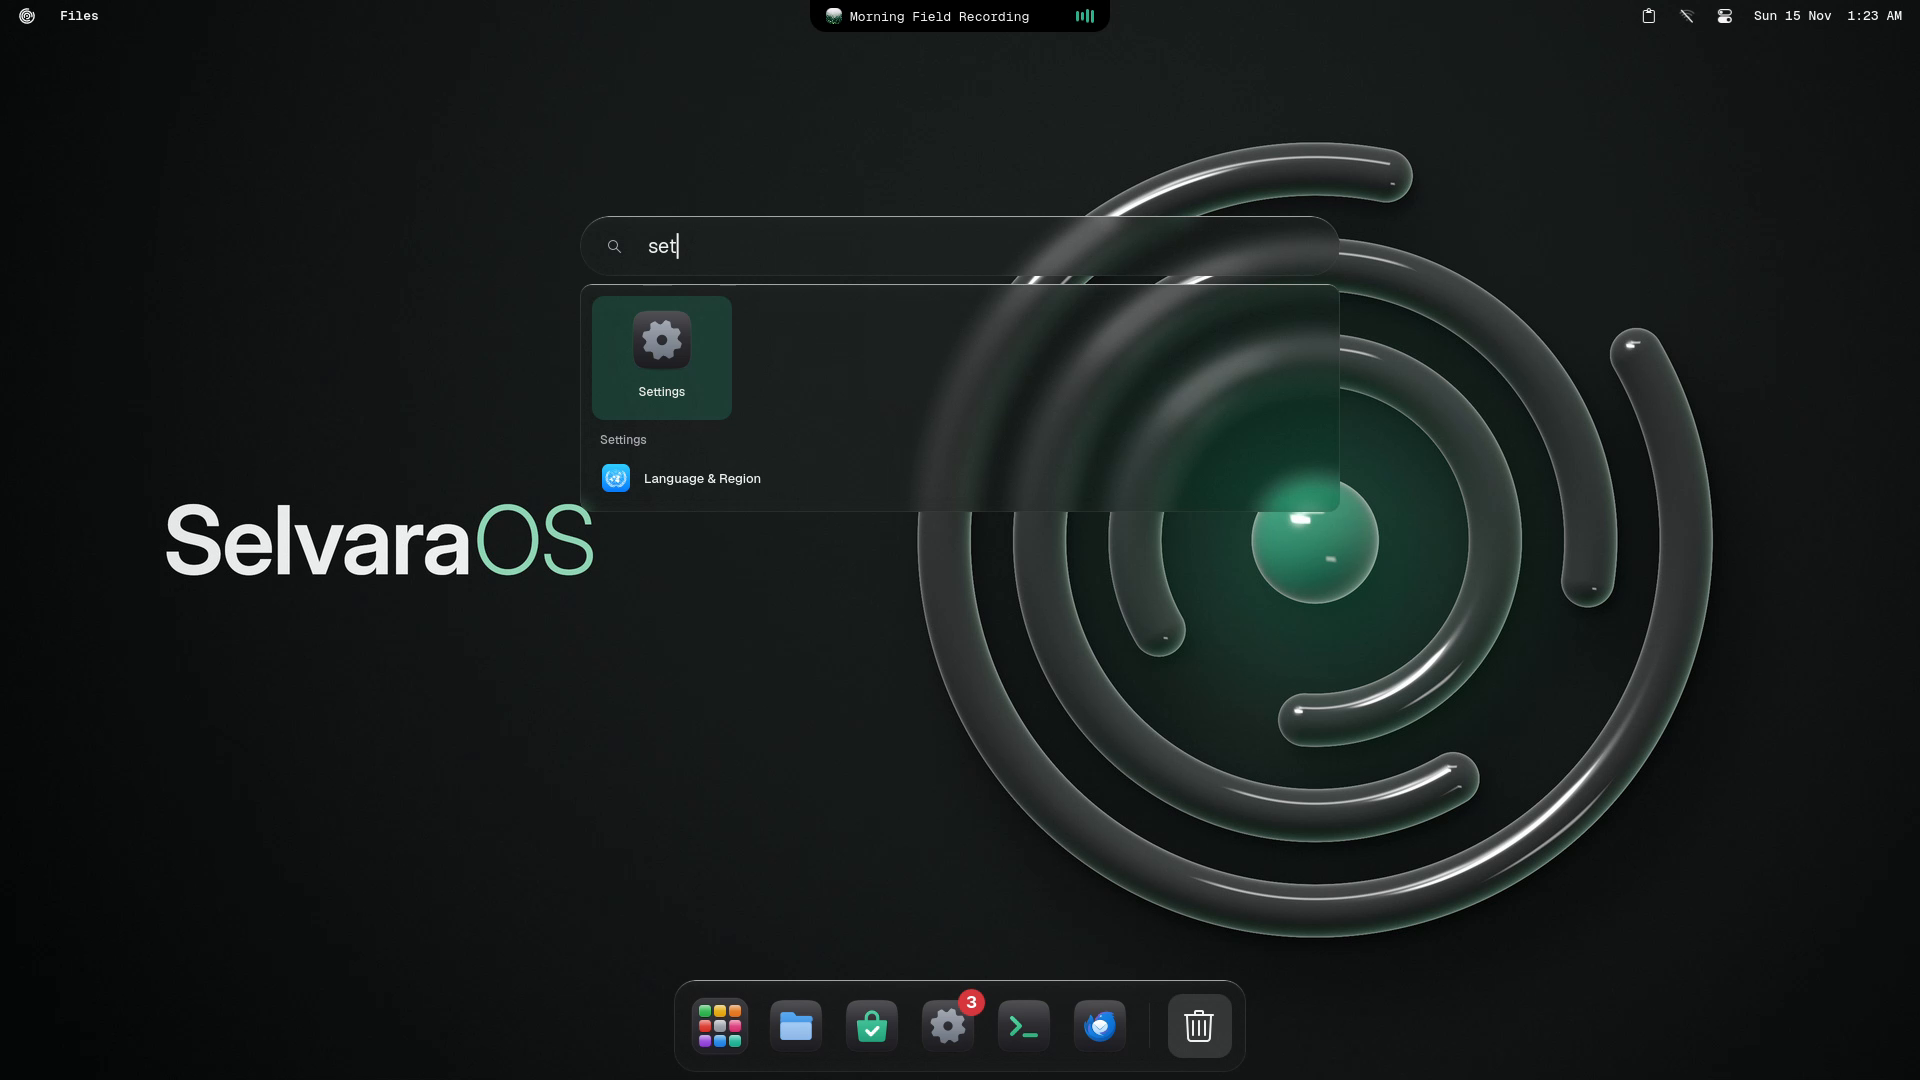 Files
Morning Field Recording
Sun 15 Nov 1:23 AM
set
Settings
Settings
Language & Region
SelvaraOS
3